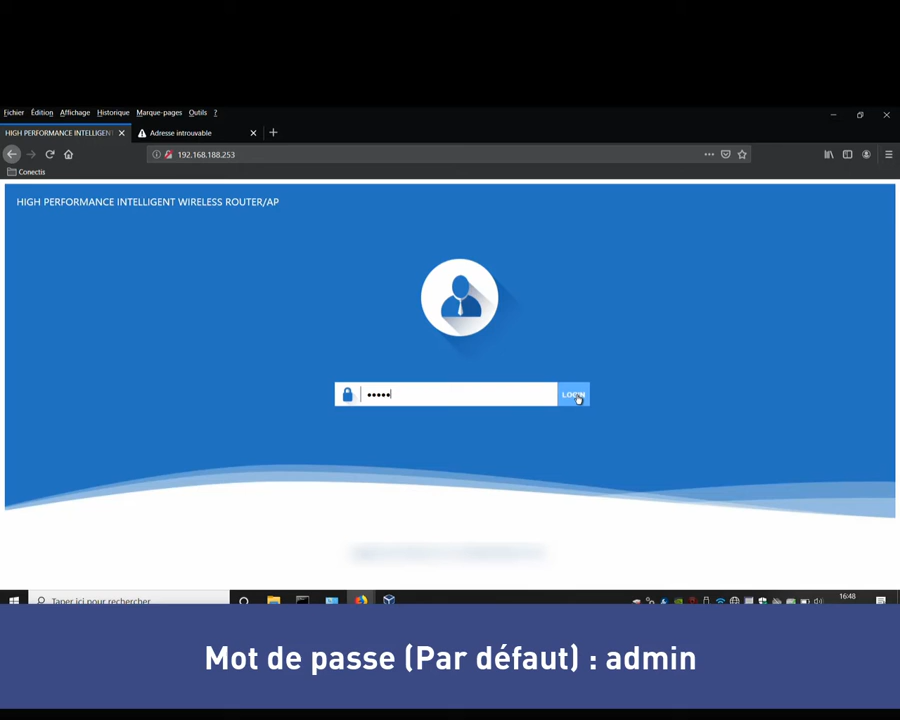 Fichier Édition Affichage Historique Marque-pages Outils ?
HIGH PERFORMANCE INTELLIGENT Adresse introuvable
192.168.188.253
Conectis
HIGH PERFORMANCE INTELLIGENT WIRELESS ROUTER/AP
LOGIN
Taper ici pour rechercher
16:48
Mot de passe (Par défaut) : admin